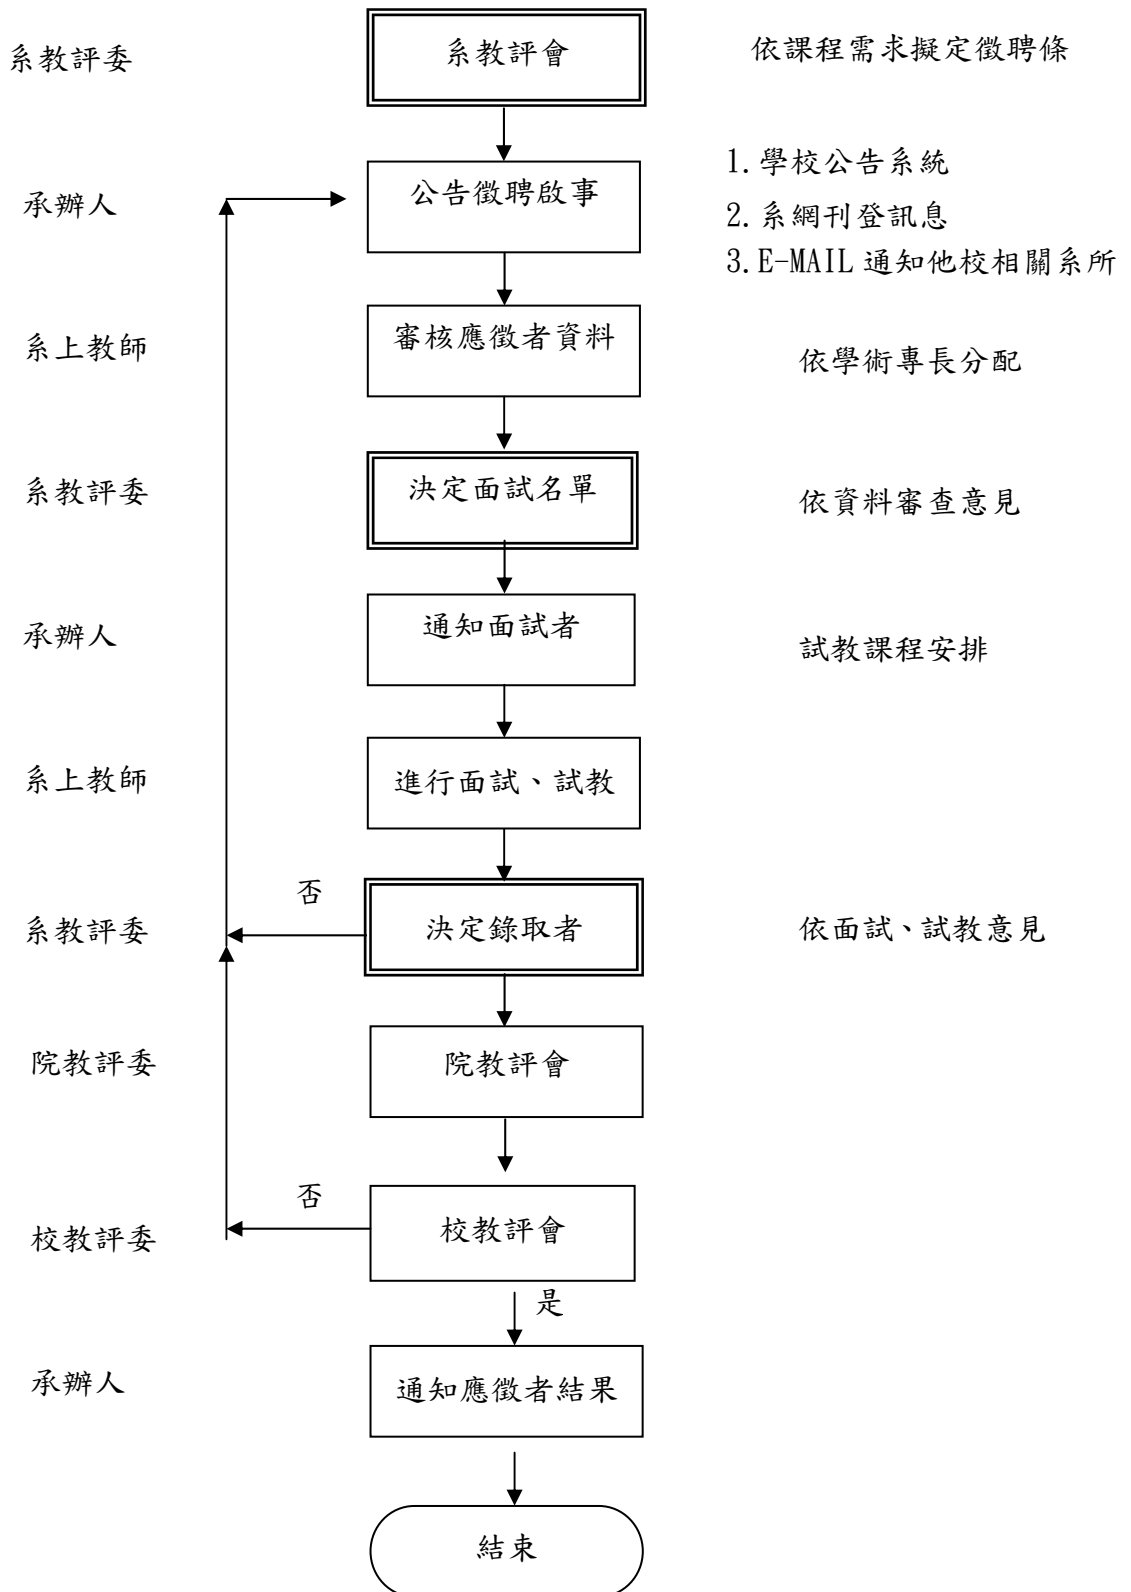 系教評委
系教評會
依課程需求擬定徵聘條
承辦人
公告徵聘啟事
1.學校公告系統
2.系網刊登訊息
3.E-MAIL 通知他校相關系所
系上教師
審核應徵者資料
依學術專長分配
系教評委
決定面試名單
依資料審查意見
承辦人
通知面試者
試教課程安排
系上教師
進行面試、試教
否
系教評委
決定錄取者
依面試、試教意見
院教評委
院教評會
否
校教評委
校教評會
是
承辦人
通知應徵者結果
結束